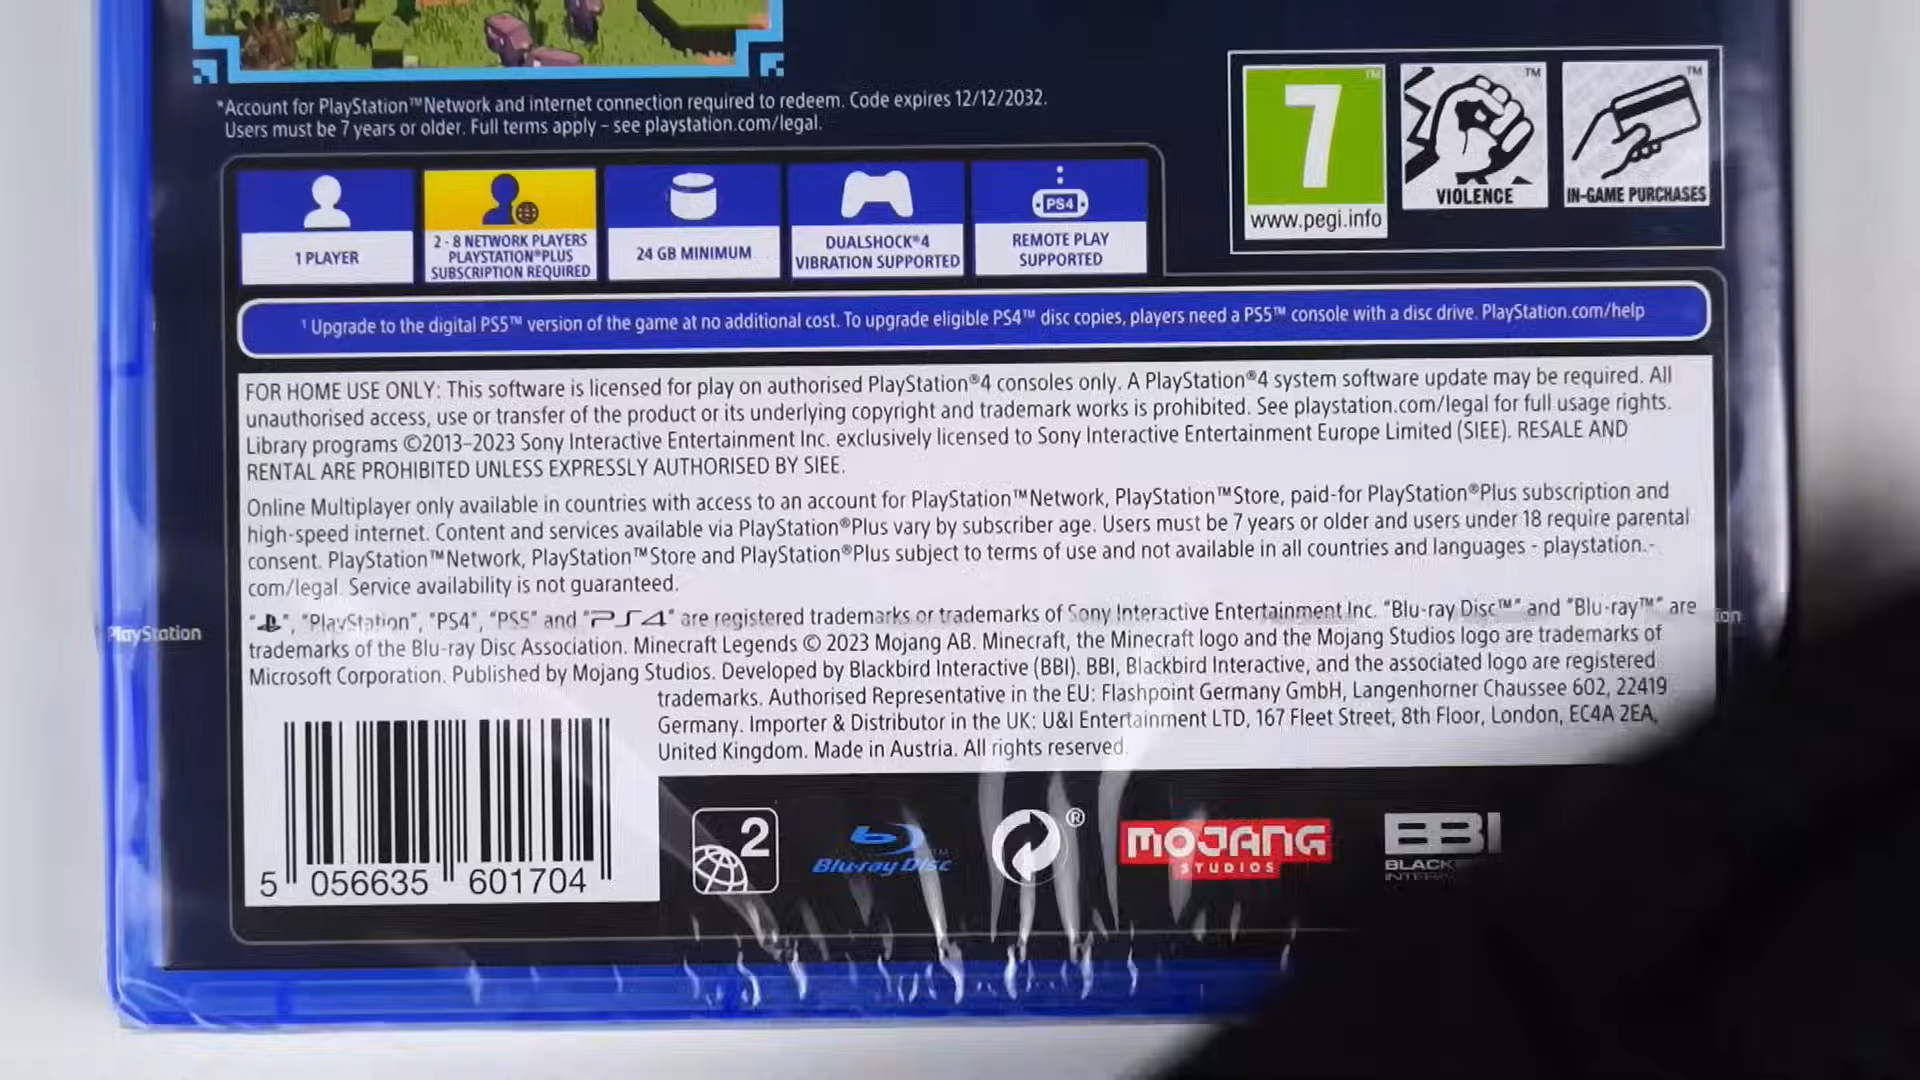 *Account for PlayStation™Network and internet connection required to redeem. Code expires 12/12/2032.
Users must be 7 years or older. Full terms apply – see playstation.com/legal.
7™
www.pegi.info
™
VIOLENCE
™
IN-GAME PURCHASES
1 PLAYER
2 - 8 NETWORK PLAYERS
PLAYSTATION®PLUS
SUBSCRIPTION REQUIRED
24 GB MINIMUM
DUALSHOCK®4
VIBRATION SUPPORTED
PS4
REMOTE PLAY
SUPPORTED
¹ Upgrade to the digital PS5™ version of the game at no additional cost. To upgrade eligible PS4™ disc copies, players need a PS5™ console with a disc drive. PlayStation.com/help
FOR HOME USE ONLY: This software is licensed for play on authorised PlayStation®4 consoles only. A PlayStation®4 system software update may be required. All
unauthorised access, use or transfer of the product or its underlying copyright and trademark works is prohibited. See playstation.com/legal for full usage rights.
Library programs ©2013–2023 Sony Interactive Entertainment Inc. exclusively licensed to Sony Interactive Entertainment Europe Limited (SIEE). RESALE AND
RENTAL ARE PROHIBITED UNLESS EXPRESSLY AUTHORISED BY SIEE.
Online Multiplayer only available in countries with access to an account for PlayStation™Network, PlayStation™Store, paid-for PlayStation®Plus subscription and
high-speed internet. Content and services available via PlayStation®Plus vary by subscriber age. Users must be 7 years or older and users under 18 require parental
consent. PlayStation™Network, PlayStation™Store and PlayStation®Plus subject to terms of use and not available in all countries and languages - playstation.-
com/legal. Service availability is not guaranteed.
"", "PlayStation", "PS4", "PS5" and "PS4" are registered trademarks or trademarks of Sony Interactive Entertainment Inc. "Blu-ray Disc™" and "Blu-ray™" are
trademarks of the Blu-ray Disc Association. Minecraft Legends © 2023 Mojang AB. Minecraft, the Minecraft logo and the Mojang Studios logo are trademarks of
Microsoft Corporation. Published by Mojang Studios. Developed by Blackbird Interactive (BBI). BBI, Blackbird Interactive, and the associated logo are registered
trademarks. Authorised Representative in the EU: Flashpoint Germany GmbH, Langenhorner Chaussee 602, 22419
Germany. Importer & Distributor in the UK: U&I Entertainment LTD, 167 Fleet Street, 8th Floor, London, EC4A 2EA,
United Kingdom. Made in Austria. All rights reserved.
PlayStation
5 056635 601704
2
Blu-ray Disc™
®
MOJANG
STUDIOS
BBI
BLACK